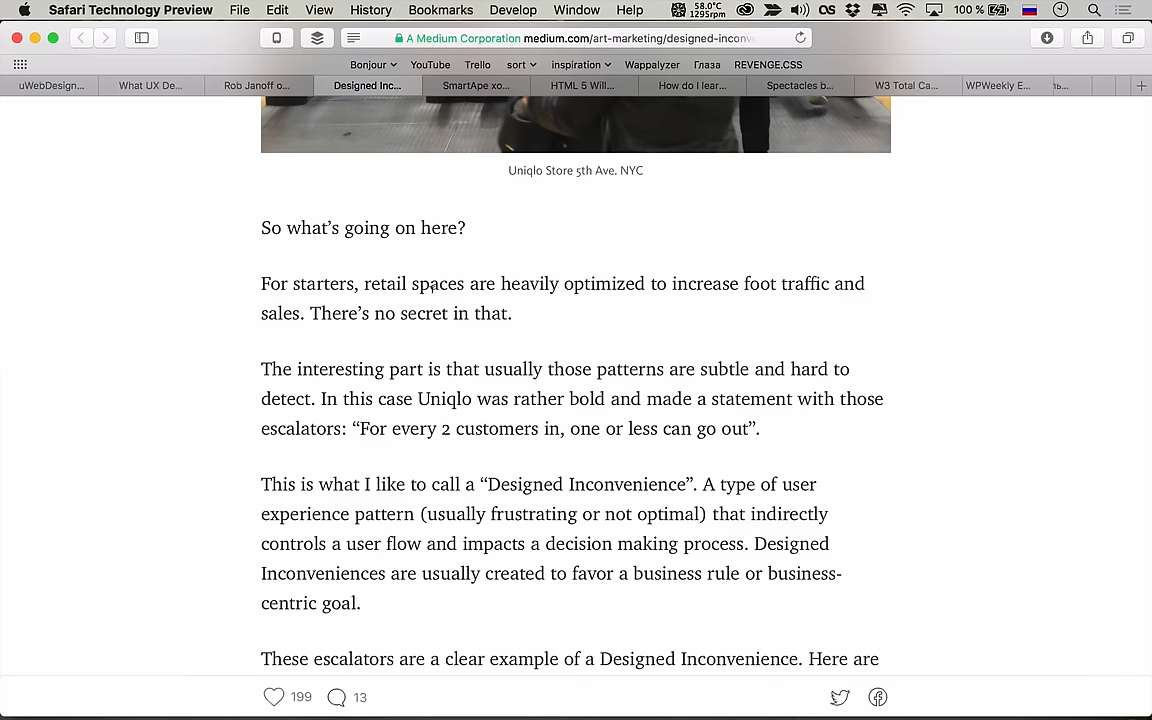 Safari Technology Preview File Edit View History Bookmarks Develop Window Help 58.0°C 1295rpm OS 100 %
A Medium Corporation medium.com/art-marketing/designed-inconv
Bonjour YouTube Trello sort inspiration Wappalyzer Глаза REVENGE.CSS
uWebDesign... What UX De... Rob Janoff o... Designed Inc... SmartApe xo... HTML 5 Will... How do I lear... Spectacles b... W3 Total Ca... WPWeekly E...
Uniqlo Store 5th Ave. NYC
So what’s going on here?
For starters, retail spaces are heavily optimized to increase foot traffic and
sales. There’s no secret in that.
The interesting part is that usually those patterns are subtle and hard to
detect. In this case Uniqlo was rather bold and made a statement with those
escalators: “For every 2 customers in, one or less can go out”.
This is what I like to call a “Designed Inconvenience”. A type of user
experience pattern (usually frustrating or not optimal) that indirectly
controls a user flow and impacts a decision making process. Designed
Inconveniences are usually created to favor a business rule or business-
centric goal.
These escalators are a clear example of a Designed Inconvenience. Here are
199 13